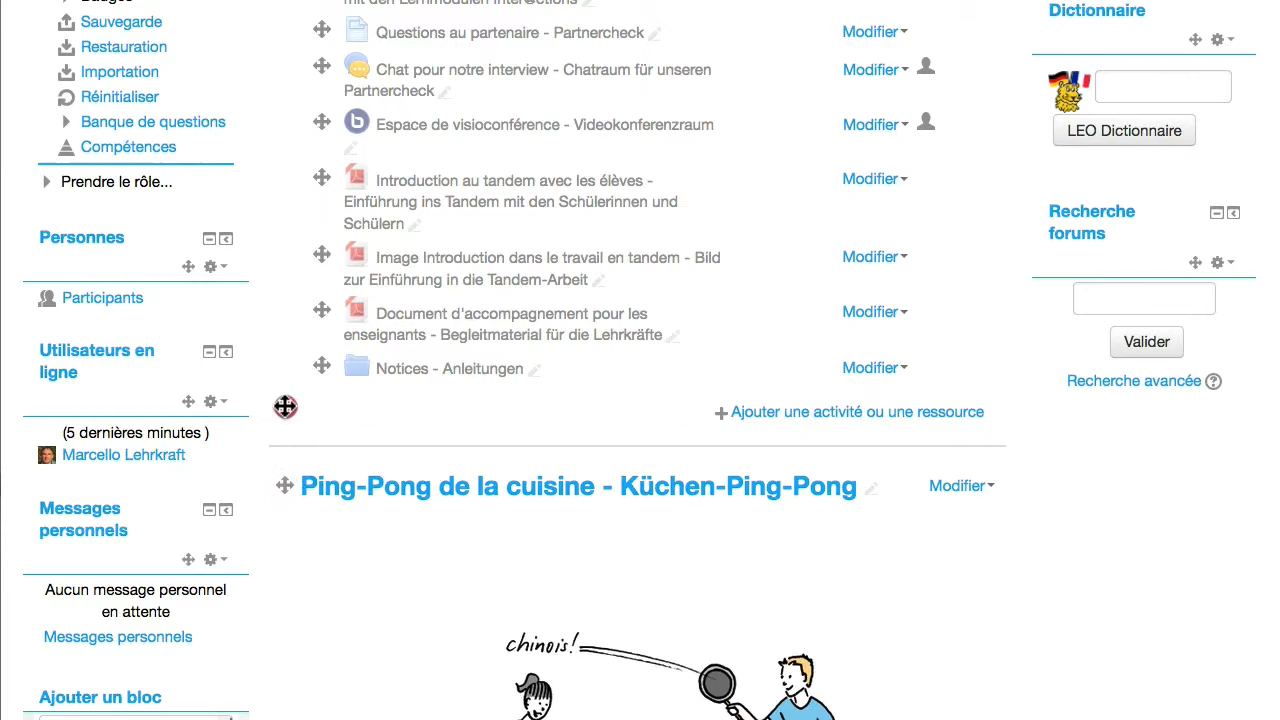 Sauvegarde
Restauration
Importation
Réinitialiser
Banque de questions
Compétences
Prendre le rôle...
Personnes
Participants
Utilisateurs en
ligne
(5 dernières minutes )
Marcello Lehrkraft
Messages
personnels
Aucun message personnel
en attente
Messages personnels
Ajouter un bloc
mit den Lernmodulen
Questions au partenaire - Partnercheck
Modifier
Chat pour notre interview - Chatraum für unseren
Partnercheck
Modifier
Espace de visioconférence - Videokonferenzraum
Modifier
Introduction au tandem avec les élèves -
Einführung ins Tandem mit den Schülerinnen und
Schülern
Modifier
Image Introduction dans le travail en tandem - Bild
zur Einführung in die Tandem-Arbeit
Modifier
Document d'accompagnement pour les
enseignants - Begleitmaterial für die Lehrkräfte
Modifier
Notices - Anleitungen
Modifier
Ajouter une activité ou une ressource
Ping-Pong de la cuisine - Küchen-Ping-Pong
Modifier
chinois!
Dictionnaire
LEO Dictionnaire
Recherche
forums
Valider
Recherche avancée